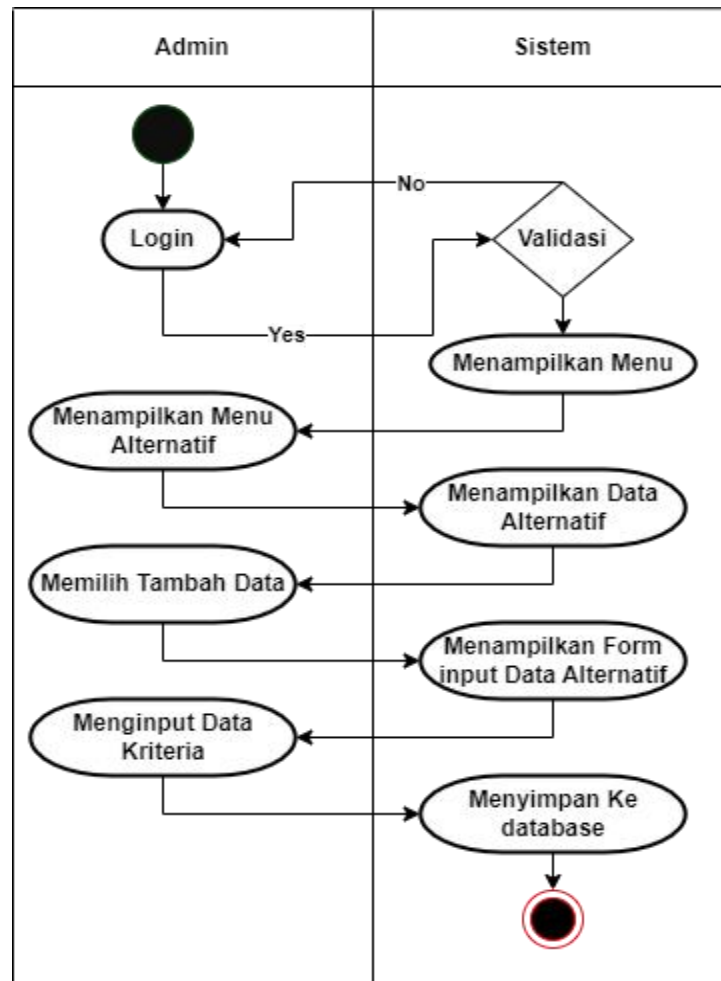 Admin
Sistem
No
Login
Validasi
Yes
Menampilkan Menu
Menampilkan Menu
Alternatif
Menampilkan Data
Alternatif
Memilih Tambah Data
Menampilkan Form
input Data Alternatif
Menginput Data
Kriteria
Menyimpan Ke
database